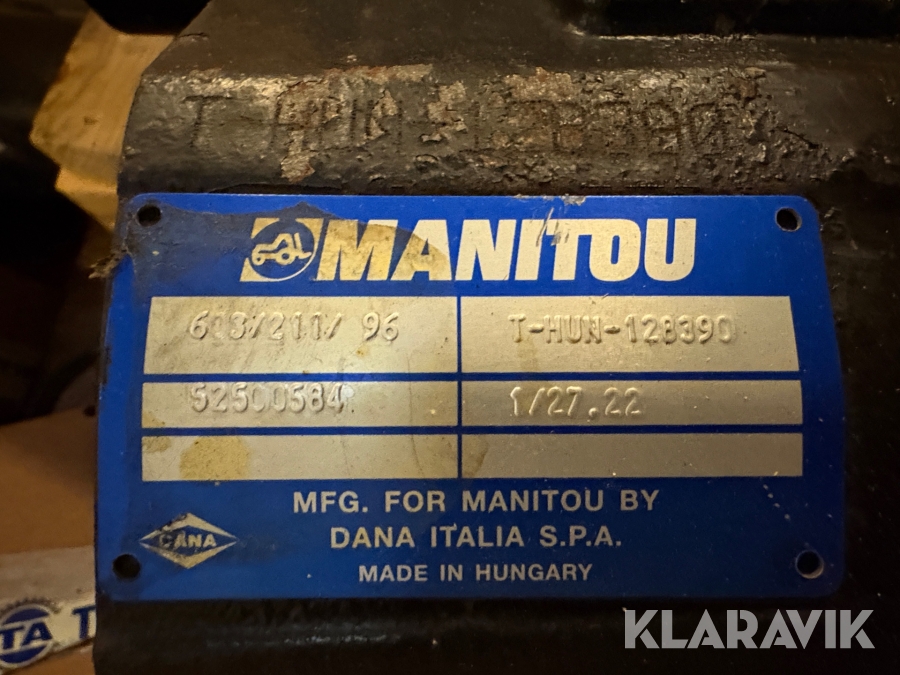 T-HUN-128390
MANITOU
603/211/ 96 T-HUN-128390
52500584 1/27.22
MFG. FOR MANITOU BY
DANA ITALIA S.P.A.
DANA
MADE IN HUNGARY
TA T
KLARAVIK